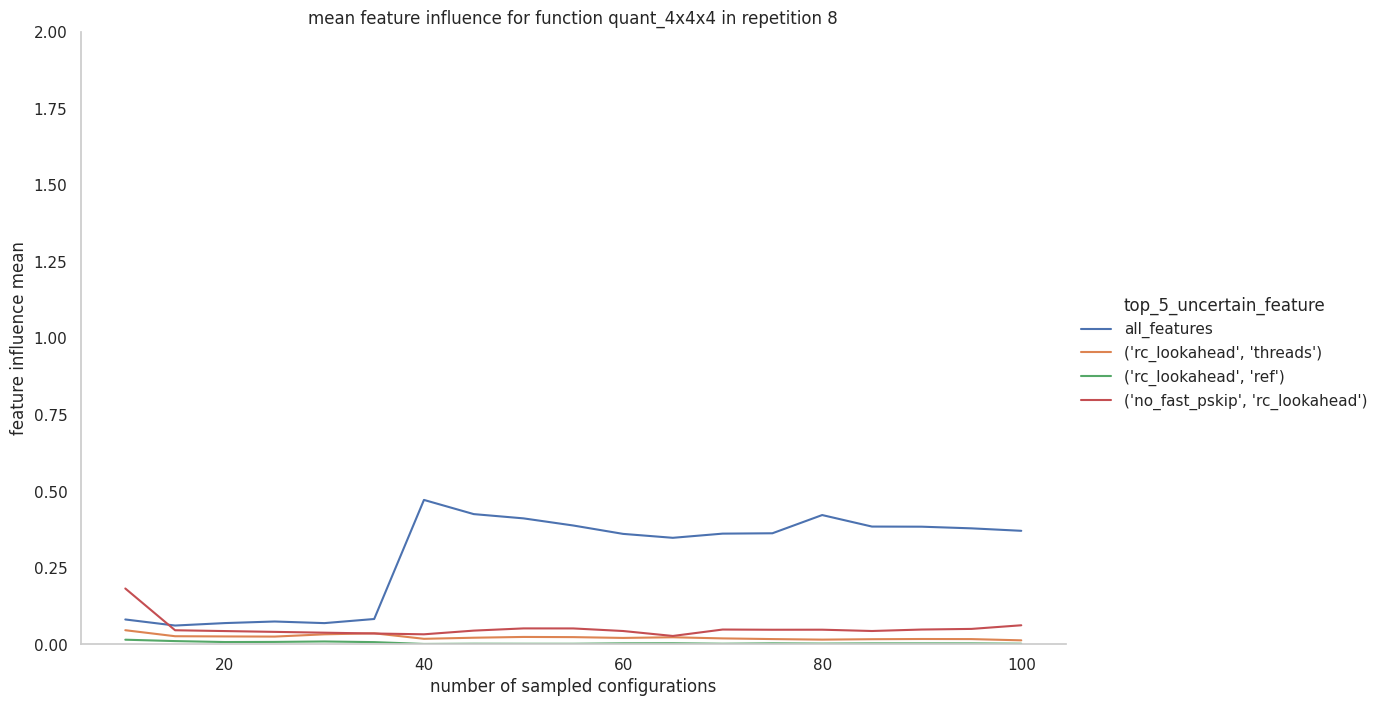 mean feature influence for function quant_4x4x4 in repetition 8
2.00
1.75
1.50
1.25
1.00
0.75
0.50
0.25
0.00
feature influence mean
20
40
60
80
100
number of sampled configurations
top_5_uncertain_feature
all_features
('rc_lookahead', 'threads')
('rc_lookahead', 'ref')
('no_fast_pskip', 'rc_lookahead')